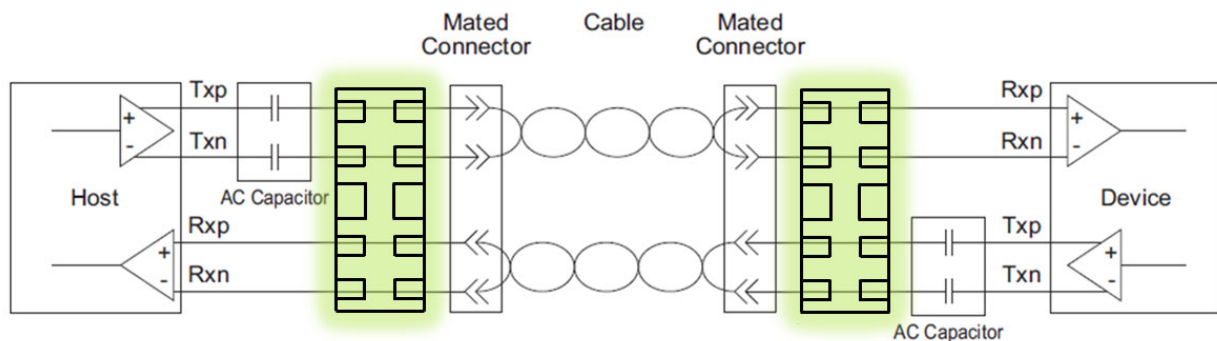 Mated Connector
Cable
Mated Connector
Txp
Rxp
+
+
-
-
Txn
Rxn
Host
AC Capacitor
Device
Rxp
Txp
+
+
-
-
Rxn
Txn
AC Capacitor